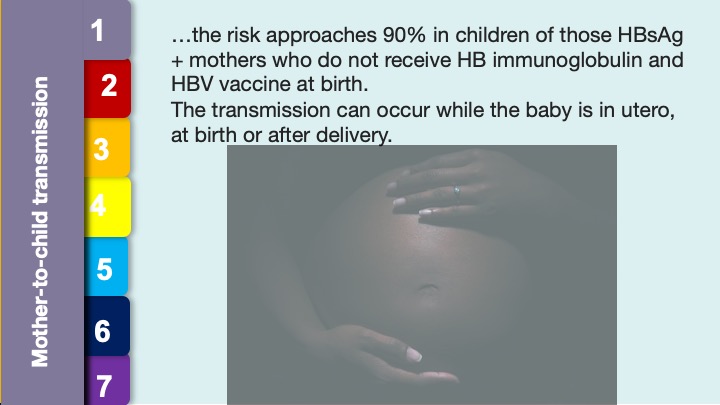 Mother-to-child transmission
1
2
3
4
5
6
7
…the risk approaches 90% in children of those HBsAg
+ mothers who do not receive HB immunoglobulin and
HBV vaccine at birth.
The transmission can occur while the baby is in utero,
at birth or after delivery.